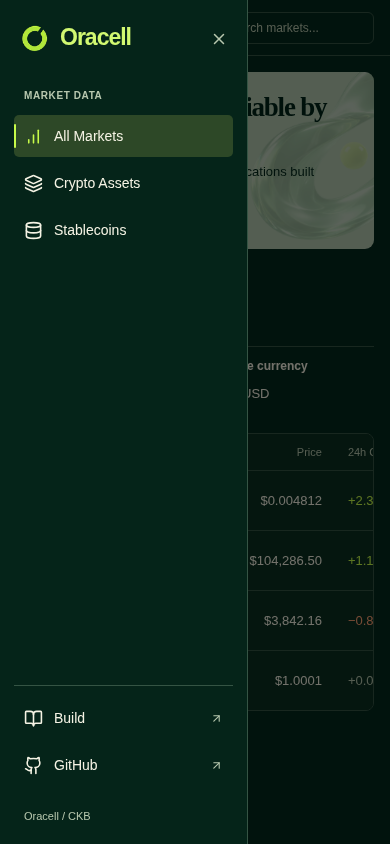 Oracell
rch markets...
MARKET DATA
All Markets
Crypto Assets
Stablecoins
iable by
cations built
e currency
USD
Price 24h C
$0.004812 +2.3
$104,286.50 +1.1
$3,842.16 −0.8
$1.0001 +0.0
Build
GitHub
Oracell / CKB